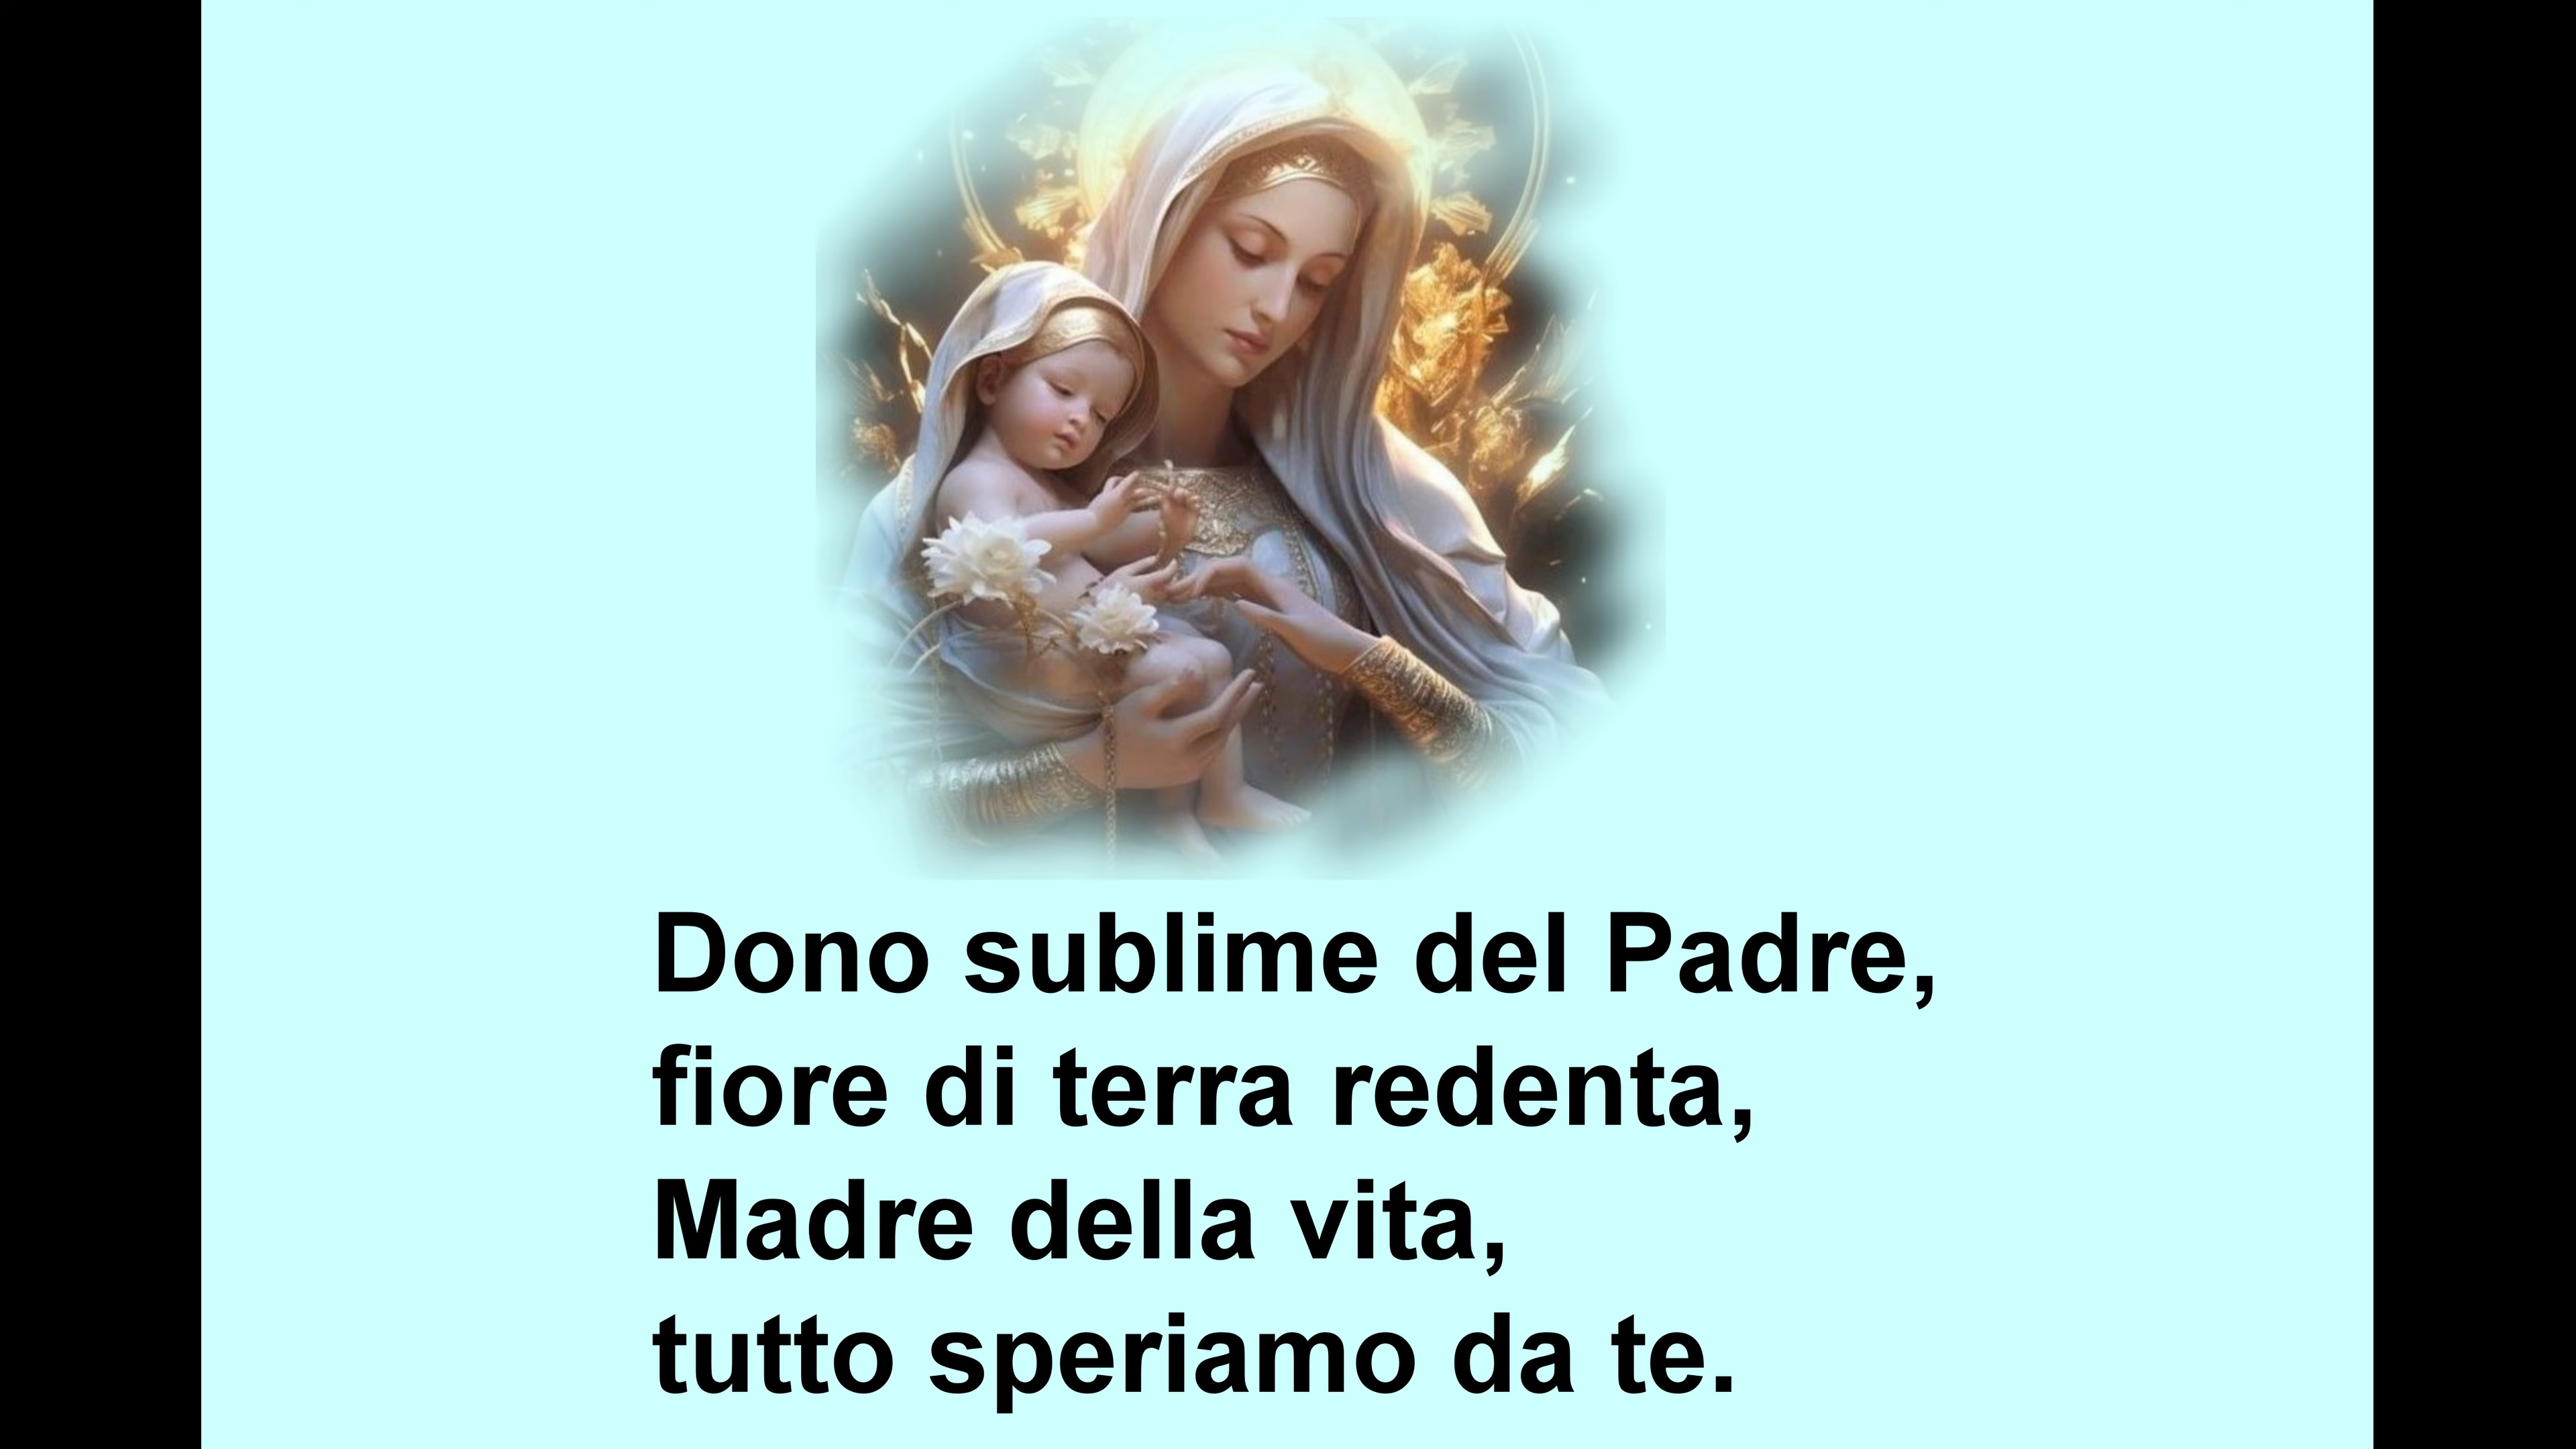 Dono sublime del Padre,
fiore di terra redenta,
Madre della vita,
tutto speriamo da te.